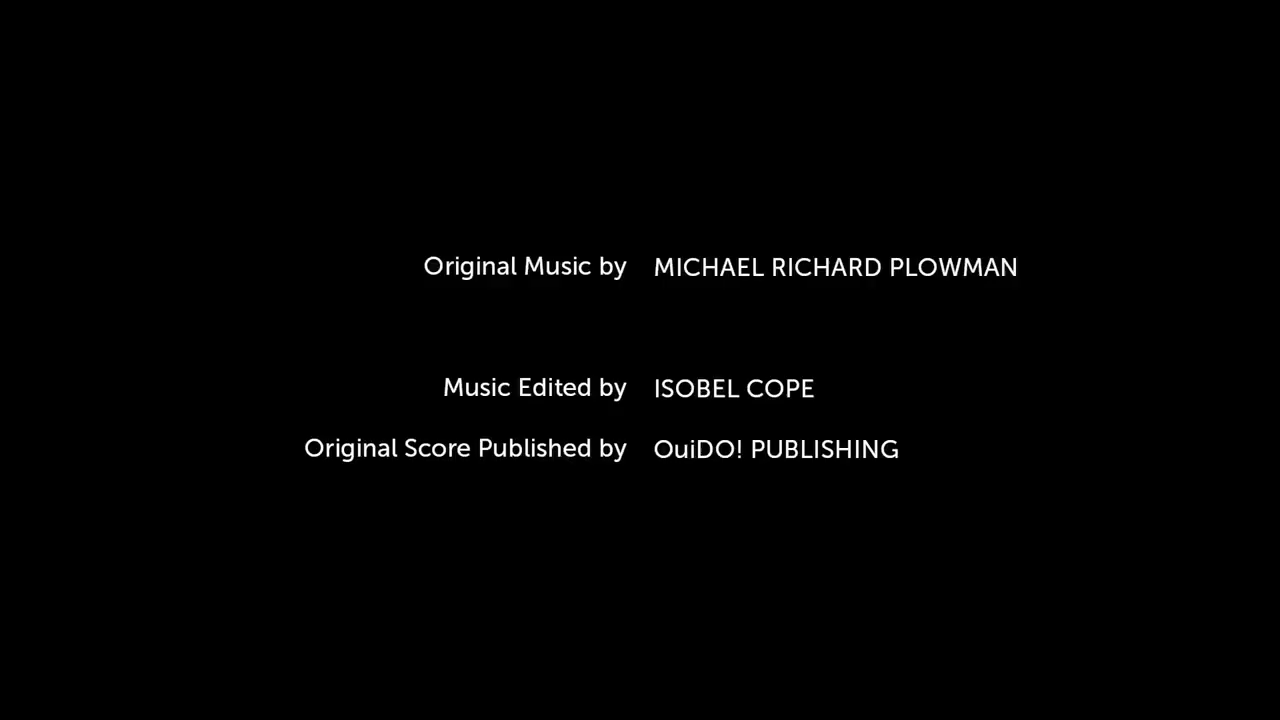 Original Music by MICHAEL RICHARD PLOWMAN
Music Edited by ISOBEL COPE
Original Score Published by OuiDO! PUBLISHING